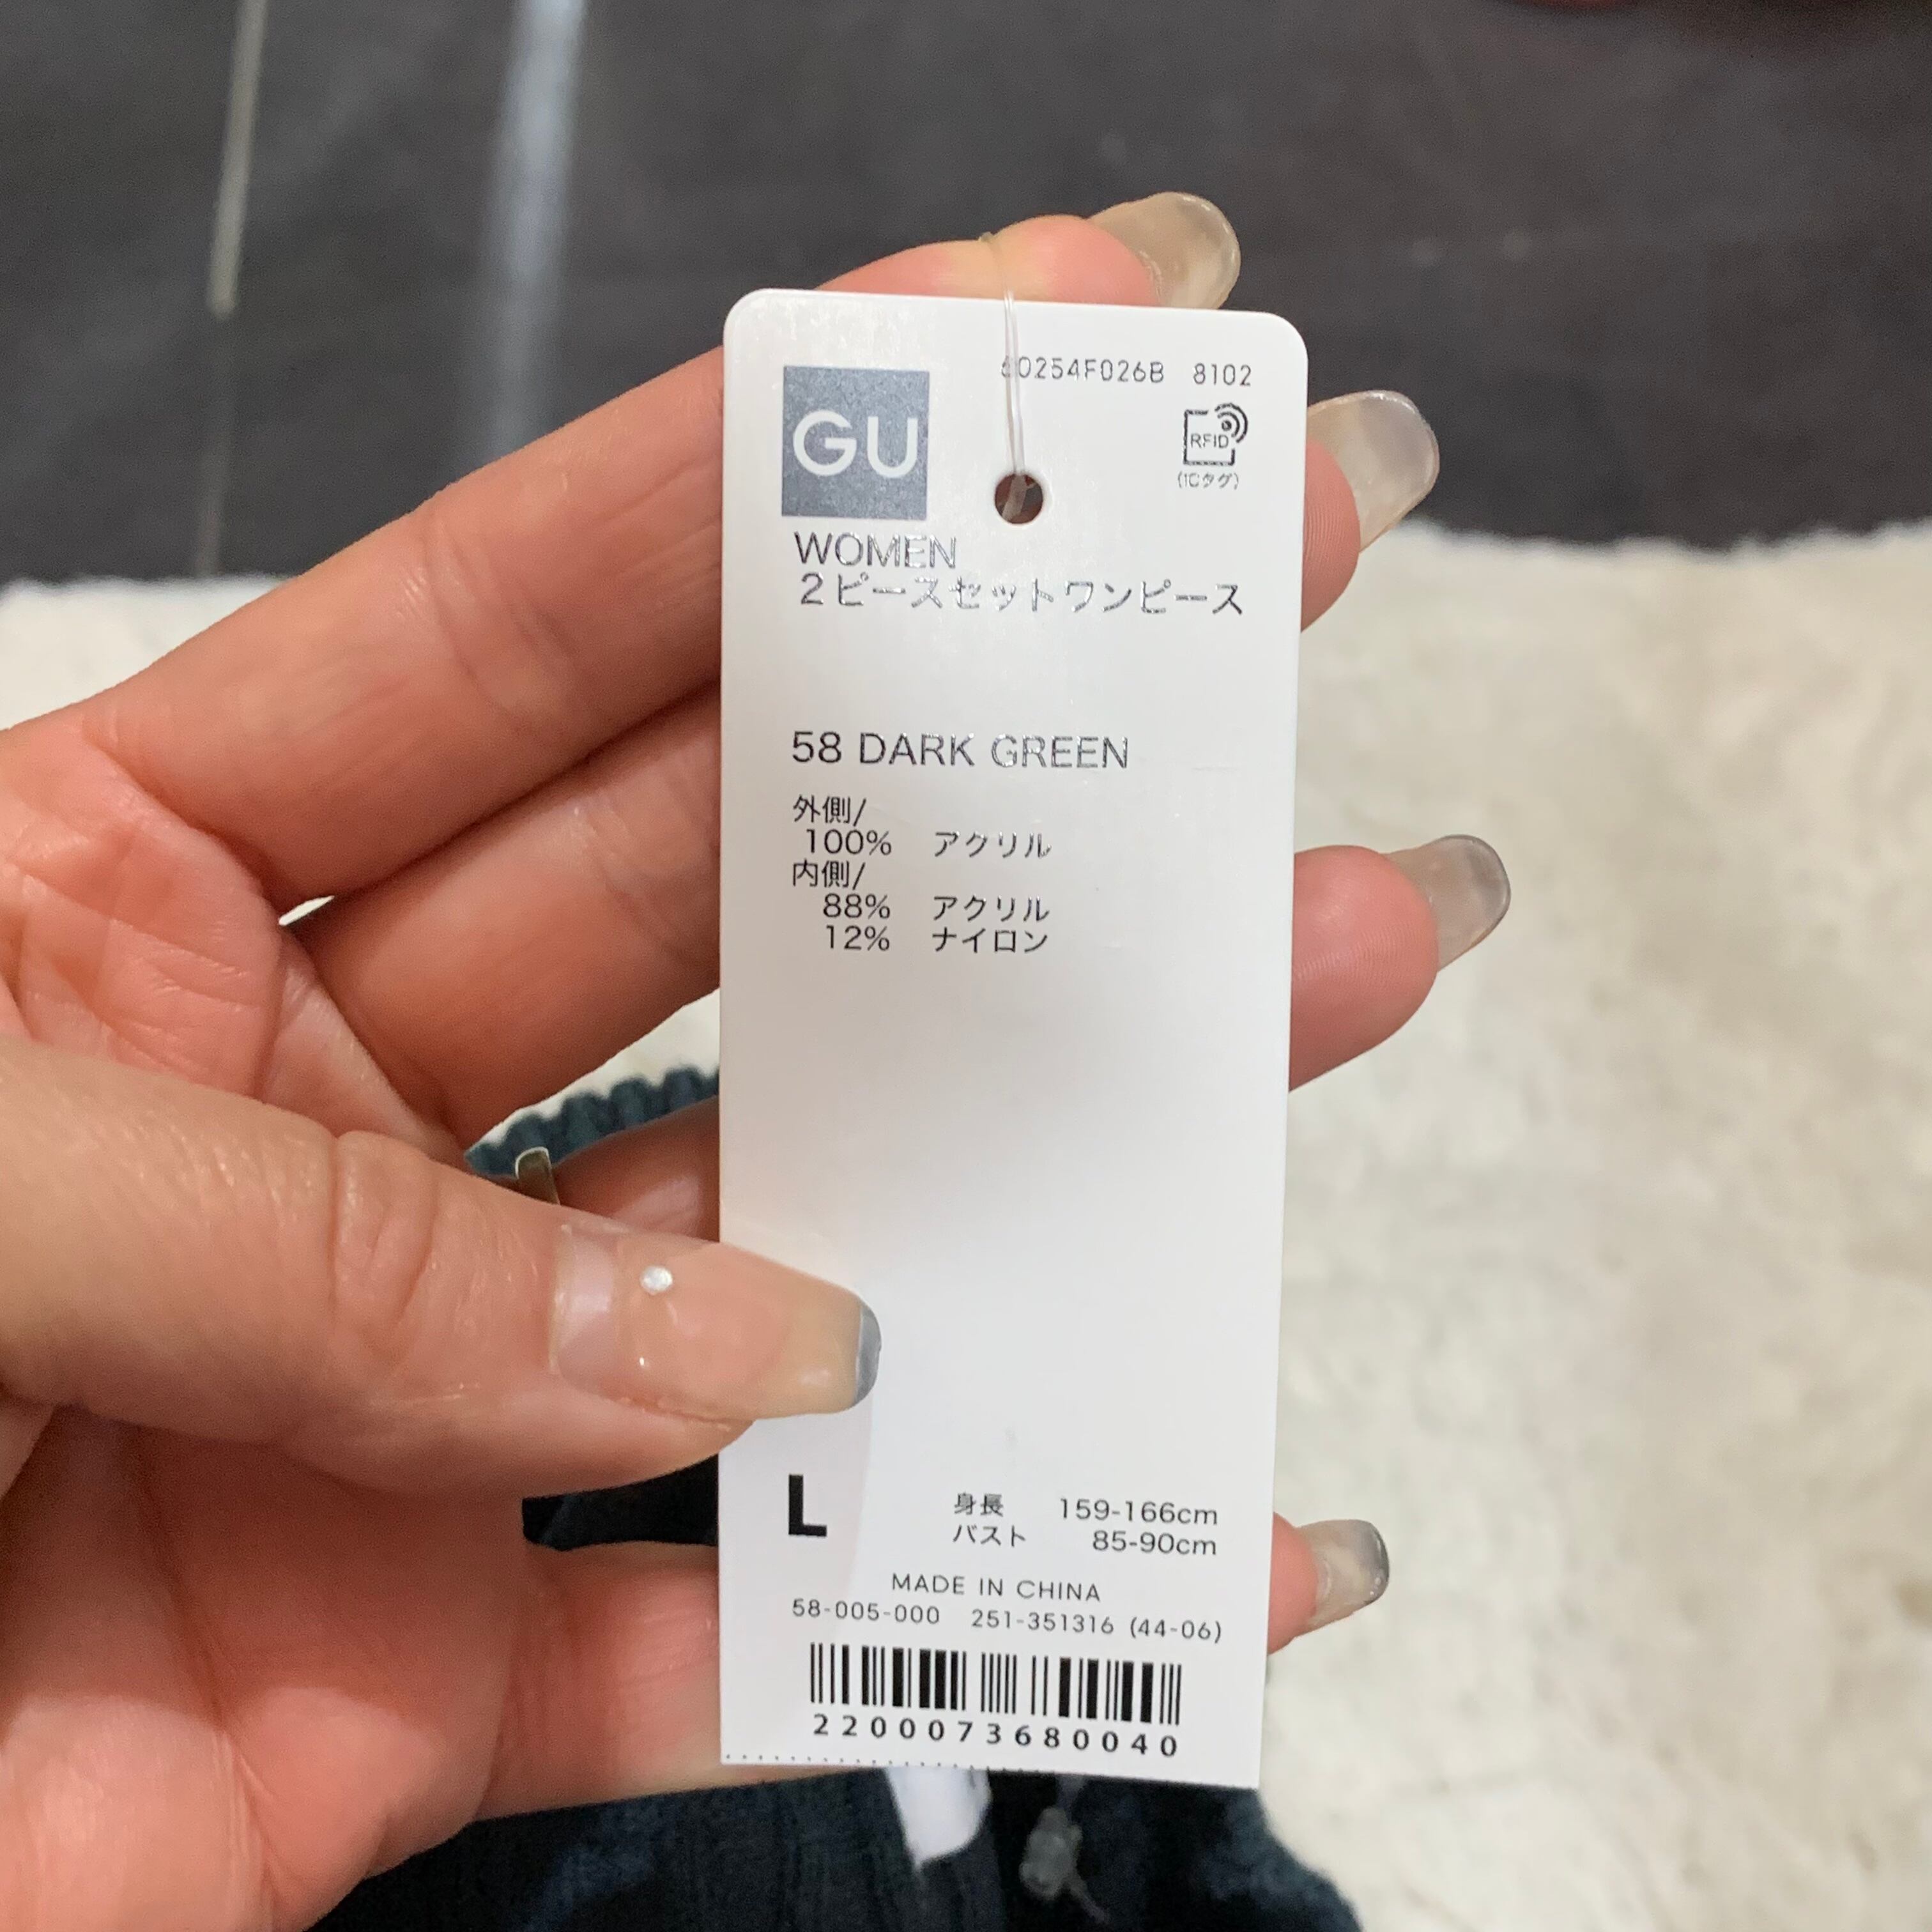 GU
8102
RFID
(ICタグ)
WOMEN
2ピースセットワンピース
58 DARK GREEN
外側/
100% アクリル
内側/
88% アクリル
12% ナイロン
L
身長 159-166cm
バスト 85-90cm
MADE IN CHINA
58-005-000 251-351316 (44-06)
2200073680040